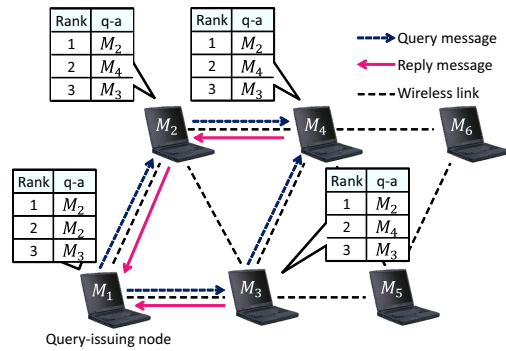 Rank q-a
1 M₂
2 M₄
3 M₃
Rank q-a
1 M₂
2 M₄
3 M₃
Query message
Reply message
Wireless link
M₂
M₄
M₆
Rank q-a
1 M₂
2 M₂
3 M₃
Rank q-a
1 M₂
2 M₄
3 M₃
M₁
M₃
M₅
Query-issuing node